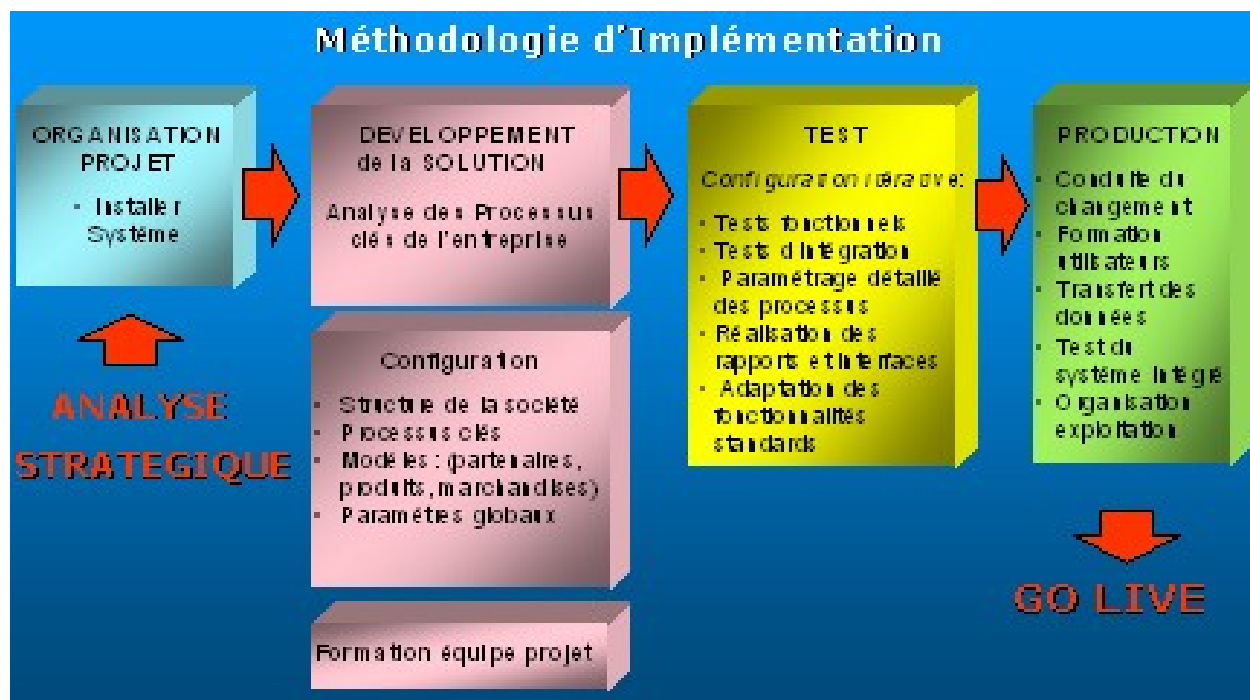 Méthodologie d'Implémentation
ORGANISATION
PROJET
• Installer
Système
ANALYSE
STRATEGIQUE
DEVELOPPEMENT
de la SOLUTION
Analyse des Processus
clés de l'entreprise
Configuration
• Structure de la société
• Processus clés
• Modèles : (partenaires,
produits, marchandises)
• Paramètres globaux
Formation équipe projet
TEST
Configuration itérative:
• Tests fonctionnels
• Tests d'intégration
• Paramétrage détaillé
des processus
• Réalisation des
rapports et interfaces
• Adaptation des
fonctionnalités
standards
PRODUCTION
• Conduite du
changement
• Formation
utilisateurs
• Transfert des
données
• Test du
système intégré
• Organisation
exploitation
GO LIVE